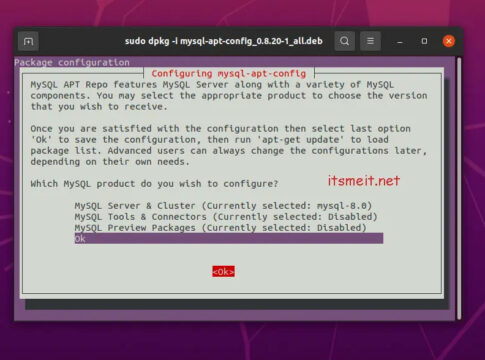 sudo dpkg -i mysql-apt-config_0.8.20-1_all.deb
Package configuration
Configuring mysql-apt-config
MySQL APT Repo features MySQL Server along with a variety of MySQL
components. You may select the appropriate product to choose the version
that you wish to receive.
Once you are satisfied with the configuration then select last option
'Ok' to save the configuration, then run 'apt-get update' to load
package list. Advanced users can always change the configurations later,
depending on their own needs.
Which MySQL product do you wish to configure?
itsmeit.net
MySQL Server & Cluster (Currently selected: mysql-8.0)
MySQL Tools & Connectors (Currently selected: Disabled)
MySQL Preview Packages (Currently selected: Disabled)
Ok
<Ok>